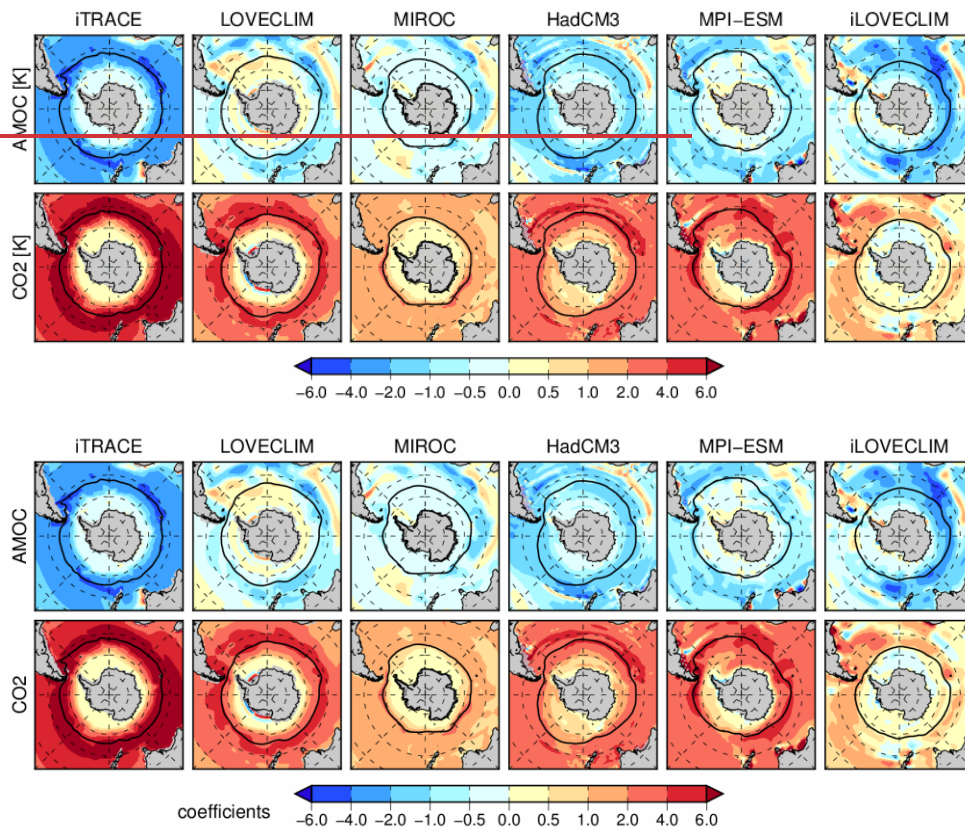 iTRACE LOVECLIM MIROC HadCM3 MPI−ESM iLOVECLIM
AMOC [K]
CO2 [K]
−6.0 −4.0 −2.0 −1.0 −0.5 0.0 0.5 1.0 2.0 4.0 6.0
iTRACE LOVECLIM MIROC HadCM3 MPI−ESM iLOVECLIM
AMOC
CO2
coefficients −6.0 −4.0 −2.0 −1.0 −0.5 0.0 0.5 1.0 2.0 4.0 6.0